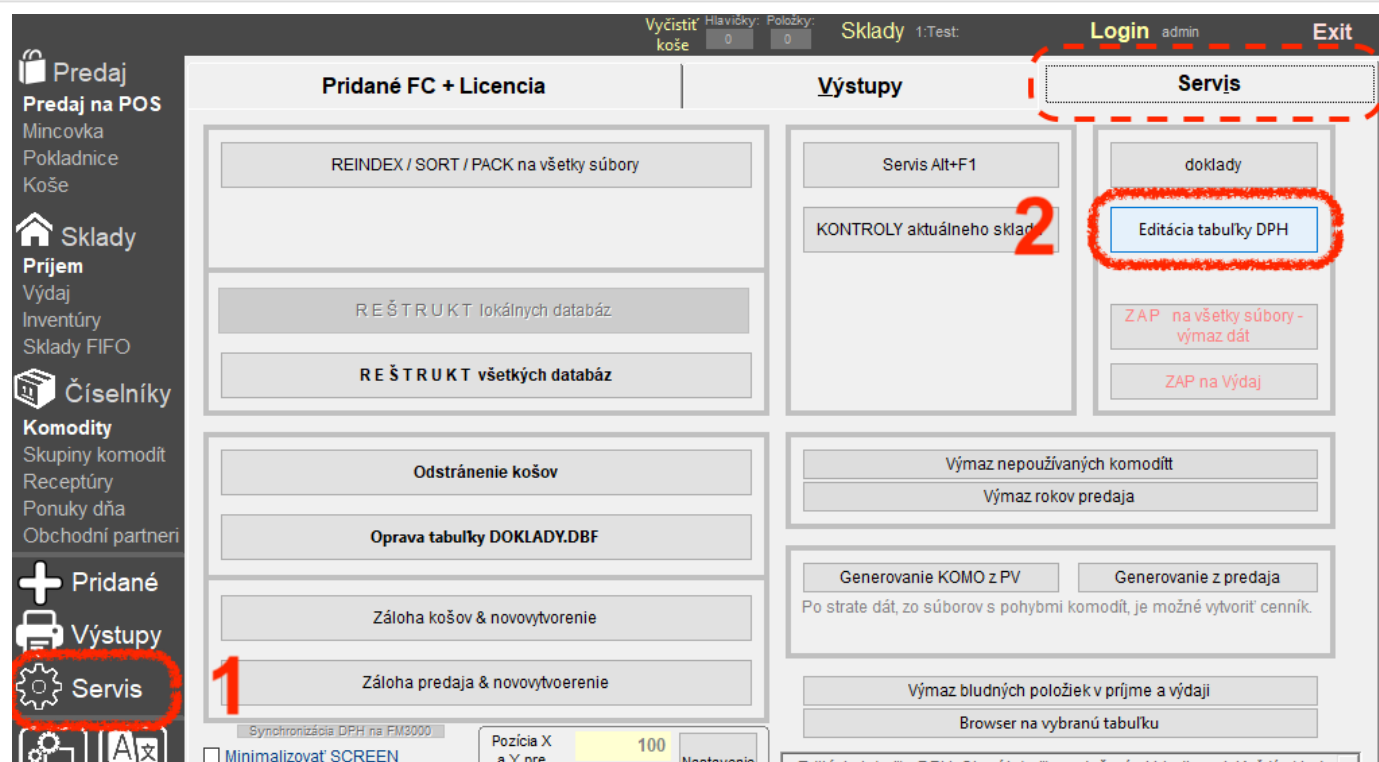 Vyčistiť koše
Hlavičky: 0
Položky: 0
Sklady 1:Test:
Login admin
Exit
Predaj
Predaj na POS
Mincovka
Pokladnice
Koše
Sklady
Príjem
Výdaj
Inventúry
Sklady FIFO
Číselníky
Komodity
Skupiny komodít
Receptúry
Ponuky dňa
Obchodní partneri
Pridané
Výstupy
Servis
1
Pridané FC + Licencia
Výstupy
Servis
REINDEX / SORT / PACK na všetky súbory
R E Š T R U K T lokálnych databáz
R E Š T R U K T všetkých databáz
Servis Alt+F1
KONTROLY aktuálneho
2
doklady
Editácia tabuľky DPH
Z A P na všetky súbory -
výmaz dát
ZAP na Výdaj
Odstránenie košov
Oprava tabuľky DOKLADY.DBF
Záloha košov & novovytvorenie
Záloha predaja & novovytvoerenie
Výmaz nepoužívaných komodítt
Výmaz rokov predaja
Generovanie KOMO z PV
Generovanie z predaja
Po strate dát, zo súborov s pohybmi komodít, je možné vytvoriť cenník.
Výmaz bludných položiek v príjme a výdaji
Browser na vybranú tabuľku
Synchronizácia DPH na FM3000
Minimalizovať SCREEN
Pozícia X
a Y pre
100
Nastavenie